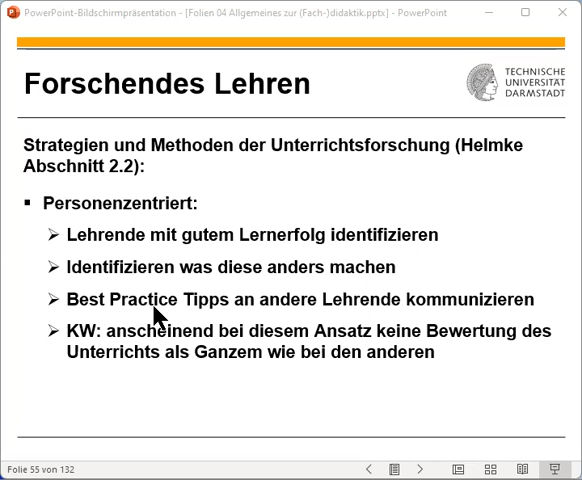 PowerPoint-Bildschirmpräsentation - [Folien 04 Allgemeines zur (Fach-)didaktik.pptx] - PowerPoint
Forschendes Lehren
TECHNISCHE
UNIVERSITÄT
DARMSTADT
Strategien und Methoden der Unterrichtsforschung (Helmke
Abschnitt 2.2):
▪ Personenzentriert:
➢ Lehrende mit gutem Lernerfolg identifizieren
➢ Identifizieren was diese anders machen
➢ Best Practice Tipps an andere Lehrende kommunizieren
➢ KW: anscheinend bei diesem Ansatz keine Bewertung des
Unterrichts als Ganzem wie bei den anderen
Folie 55 von 132